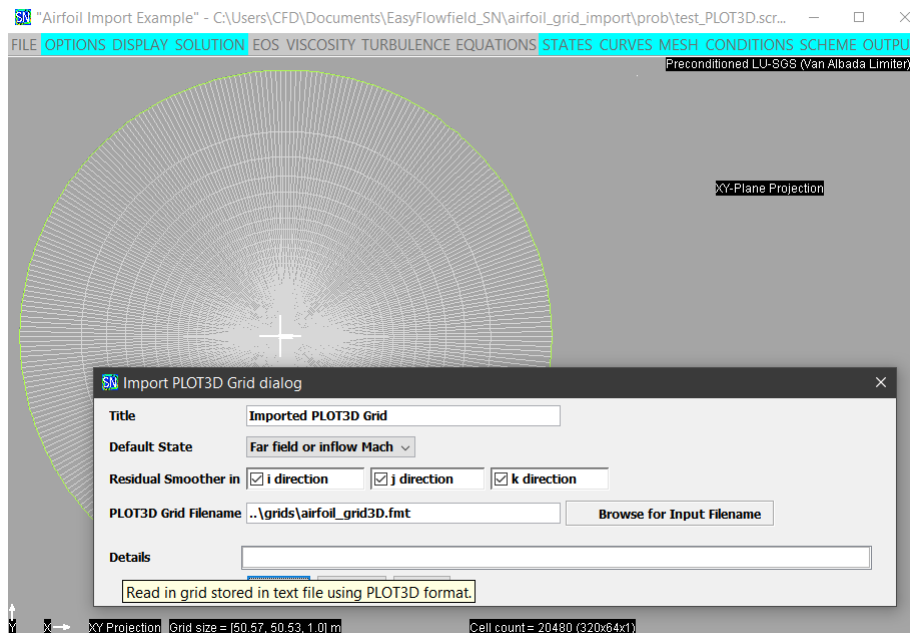 SN "Airfoil Import Example" - C:\Users\CFD\Documents\EasyFlowfield_SN\airfoil_grid_import\prob\test_PLOT3D.scr...
FILE OPTIONS DISPLAY SOLUTION EOS VISCOSITY TURBULENCE EQUATIONS STATES CURVES MESH CONDITIONS SCHEME OUTPU
Preconditioned LU-SGS (Van Albada Limiter)
XY-Plane Projection
SN Import PLOT3D Grid dialog
Title Imported PLOT3D Grid
Default State Far field or inflow Mach
Residual Smoother in i direction j direction k direction
PLOT3D Grid Filename ..\grids\airfoil_grid3D.fmt Browse for Input Filename
Details
Read in grid stored in text file using PLOT3D format.
Y X XY Projection Grid size = [50.57, 50.53, 1.0] m Cell count = 20480 (320x64x1)